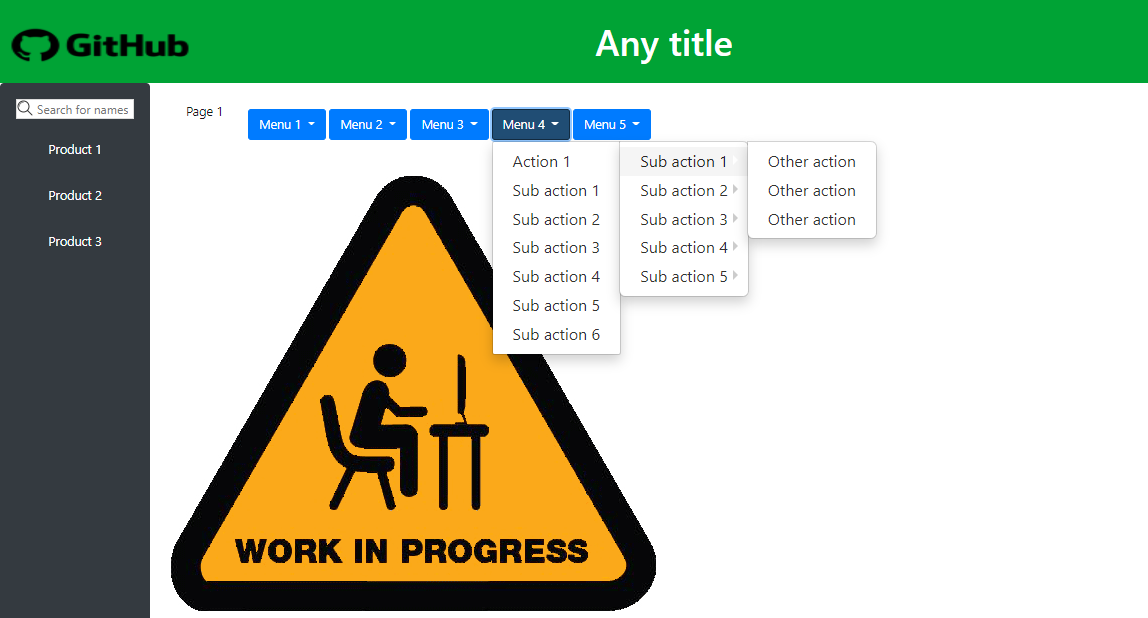 GitHub
Any title
Search for names
Product 1
Product 2
Product 3
Page 1
Menu 1
Menu 2
Menu 3
Menu 4
Menu 5
Action 1
Sub action 1
Sub action 2
Sub action 3
Sub action 4
Sub action 5
Sub action 6
Sub action 1
Sub action 2
Sub action 3
Sub action 4
Sub action 5
Other action
Other action
Other action
WORK IN PROGRESS